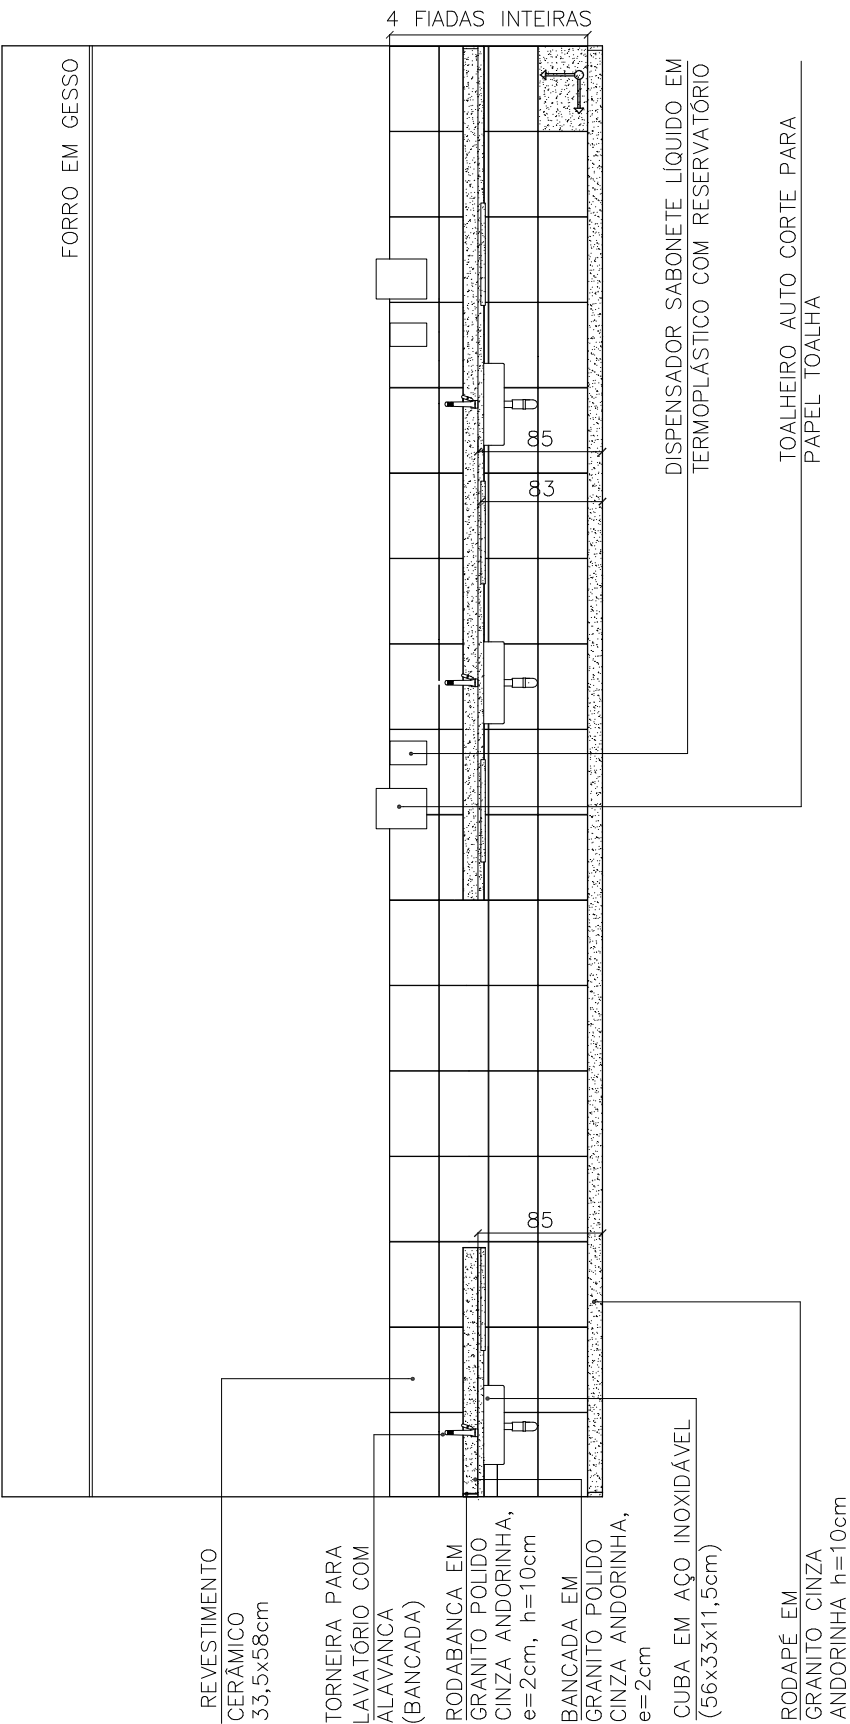 4 FIADAS INTEIRAS
FORRO EM GESSO
DISPENSADOR SABONETE LÍQUIDO EM
TERMOPLÁSTICO COM RESERVATÓRIO
TOALHEIRO AUTO CORTE PARA
PAPEL TOALHA
85
83
85
REVESTIMENTO
CERÂMICO
33,5x58cm
TORNEIRA PARA
LAVATÓRIO COM
ALAVANCA
(BANCADA)
RODABANCA EM
GRANITO POLIDO
CINZA ANDORINHA,
e=2cm, h=10cm
BANCADA EM
GRANITO POLIDO
CINZA ANDORINHA,
e=2cm
CUBA EM AÇO INOXIDÁVEL
(56x33x11,5cm)
RODAPÉ EM
GRANITO CINZA
ANDORINHA h=10cm